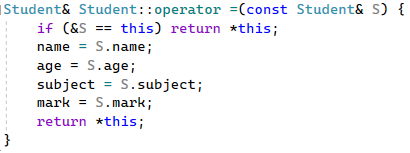 Student& Student::operator =(const Student& S) {
    if (&S == this) return *this;
    name = S.name;
    age = S.age;
    subject = S.subject;
    mark = S.mark;
    return *this;
}